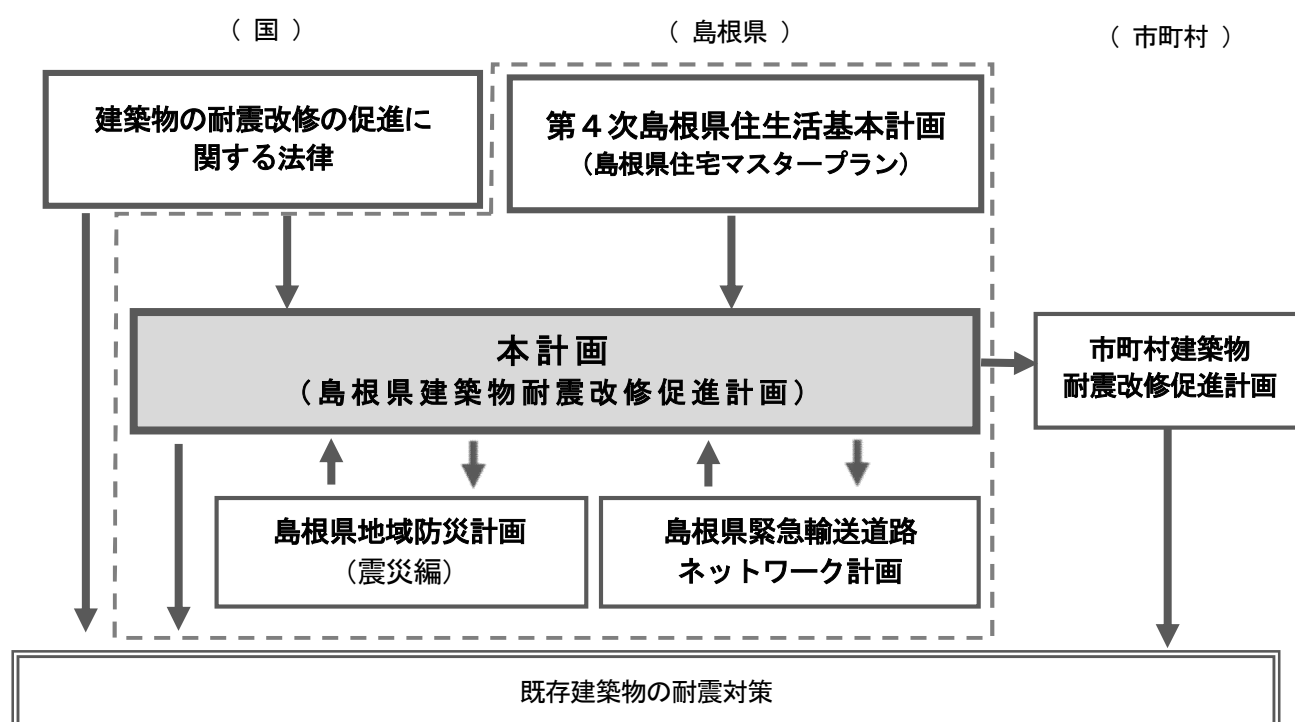 （ 国 ）
（ 島根県 ）
（ 市町村 ）
建築物の耐震改修の促進に
関する法律
第４次島根県住生活基本計画
（島根県住宅マスタープラン）
本計画
（島根県建築物耐震改修促進計画）
市町村建築物
耐震改修促進計画
島根県地域防災計画
（震災編）
島根県緊急輸送道路
ネットワーク計画
既存建築物の耐震対策